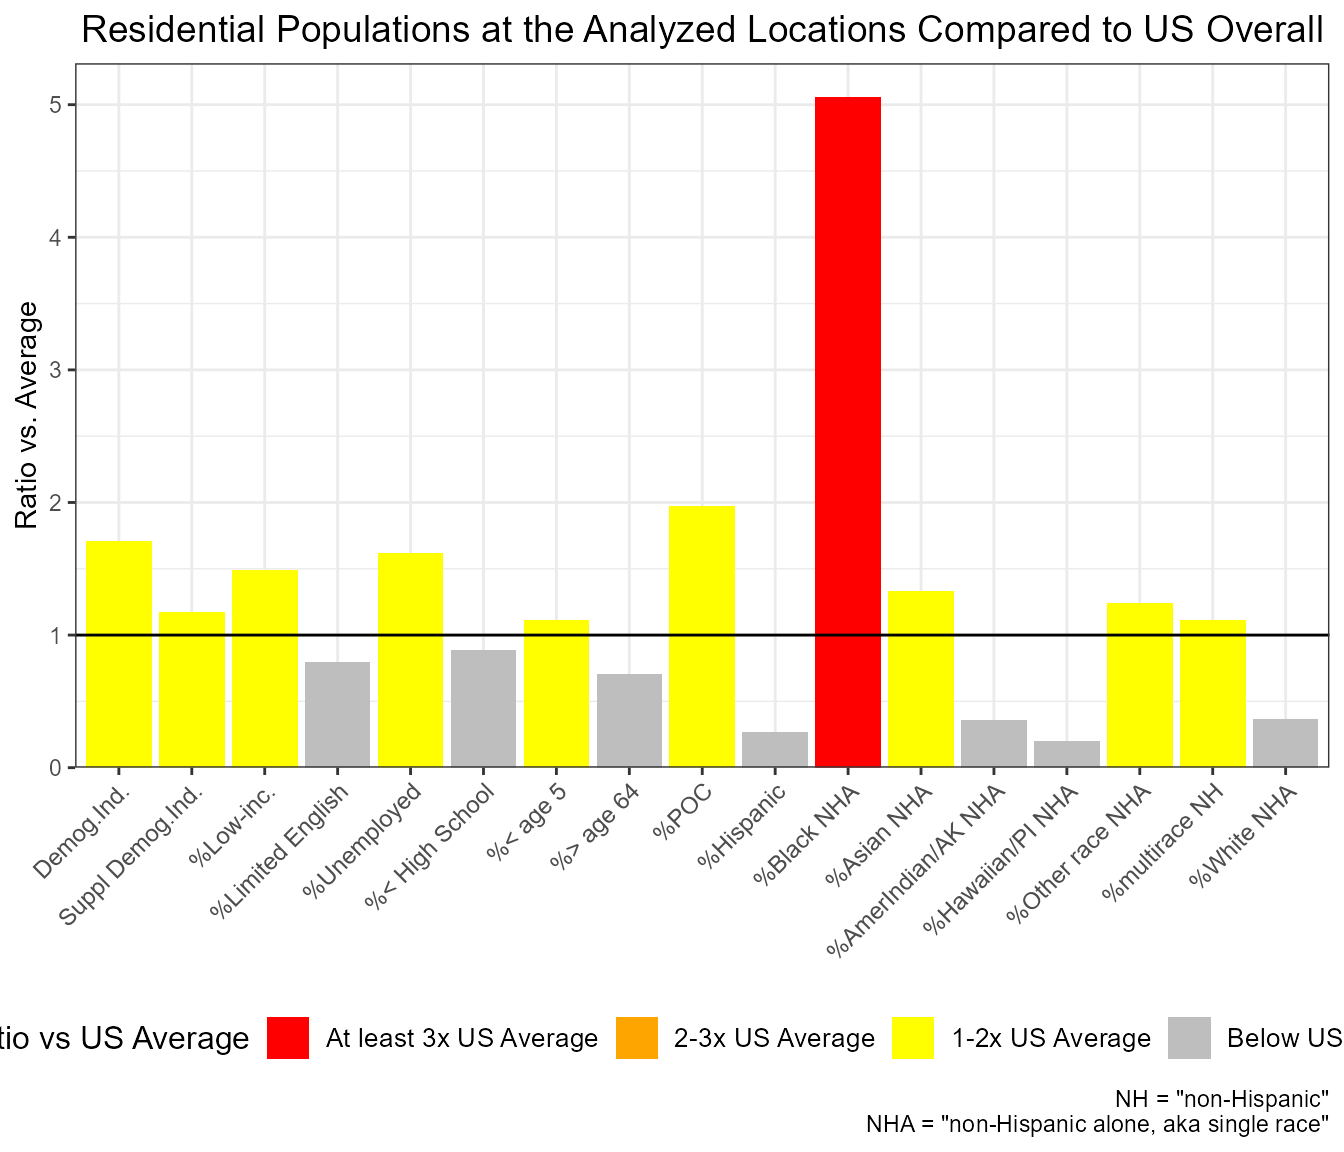 Residential Populations at the Analyzed Locations Compared to US Overall
Ratio vs. Average
5
4
3
2
1
0
Demog.Ind.
Suppl Demog.Ind.
%Low-inc.
%Limited English
%Unemployed
%< High School
%< age 5
%> age 64
%POC
%Hispanic
%Black NHA
%Asian NHA
%AmerIndian/AK NHA
%Hawaiian/PI NHA
%Other race NHA
%multirace NH
%White NHA
tio vs US Average At least 3x US Average 2-3x US Average 1-2x US Average Below US
NH = "non-Hispanic"
NHA = "non-Hispanic alone, aka single race"